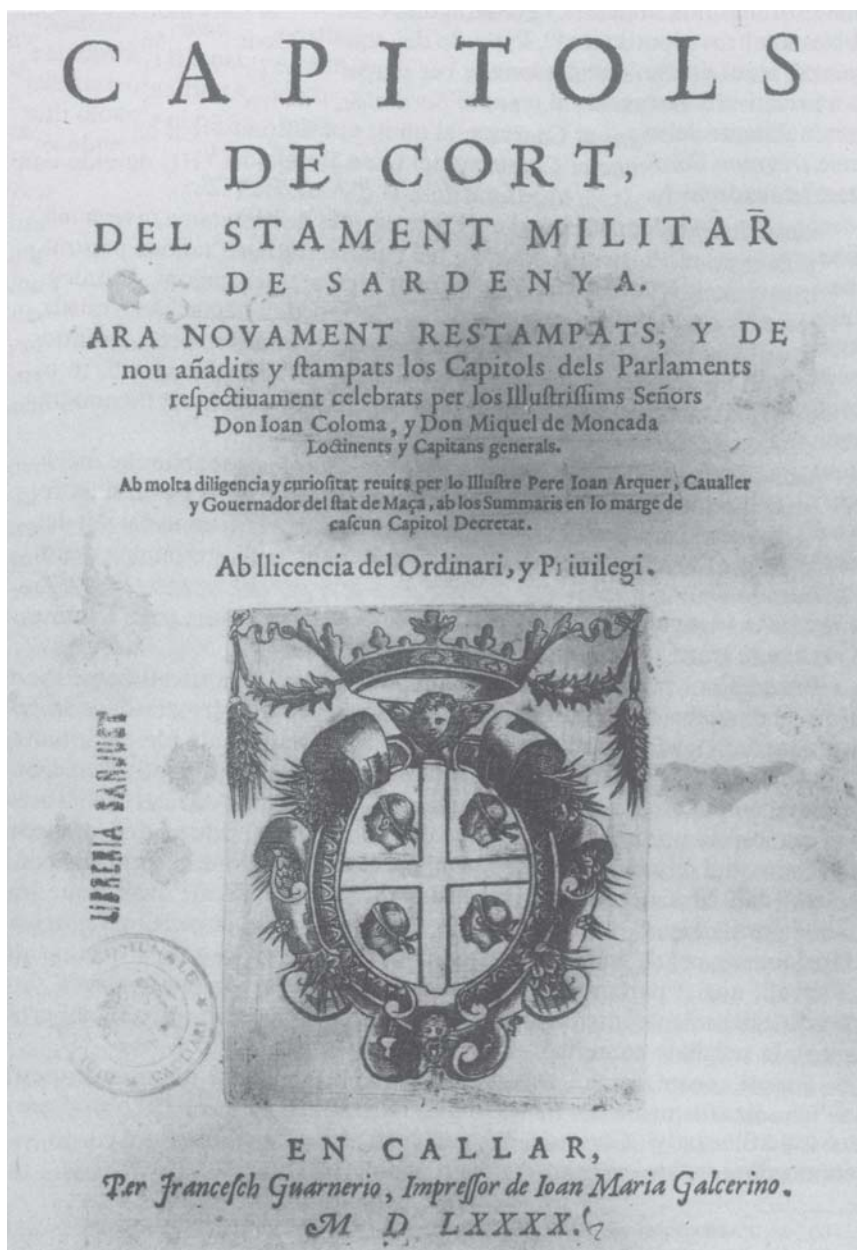 CAPITOLS
DE CORT
DEL STAMENT MILITAR̄
DE SARDENYA.
ARA NOVAMENT RESTAMPATS, Y DE
nou añadits y ſtampats los Capitols dels Parlaments
reſpectiuament celebrats per los Illuſtriſſims Señors
Don Ioan Coloma, y Don Miquel de Moncada
Loctinents y Capitans generals.
Ab molta diligencia y curioſitat reuits per lo Illuſtre Pere Ioan Arquer, Caualler
y Gouernador del ſtat de Maça, ab los Summaris en lo marge de
caſcun Capitol Decretat.
Ab llicencia del Ordinari, y Priuilegi.
LIBRERIA SANJUST
EN CALLAR,
Per Franceſch Guarnerio, Impreſſor de Ioan Maria Galcerino.
M D LXXXX.